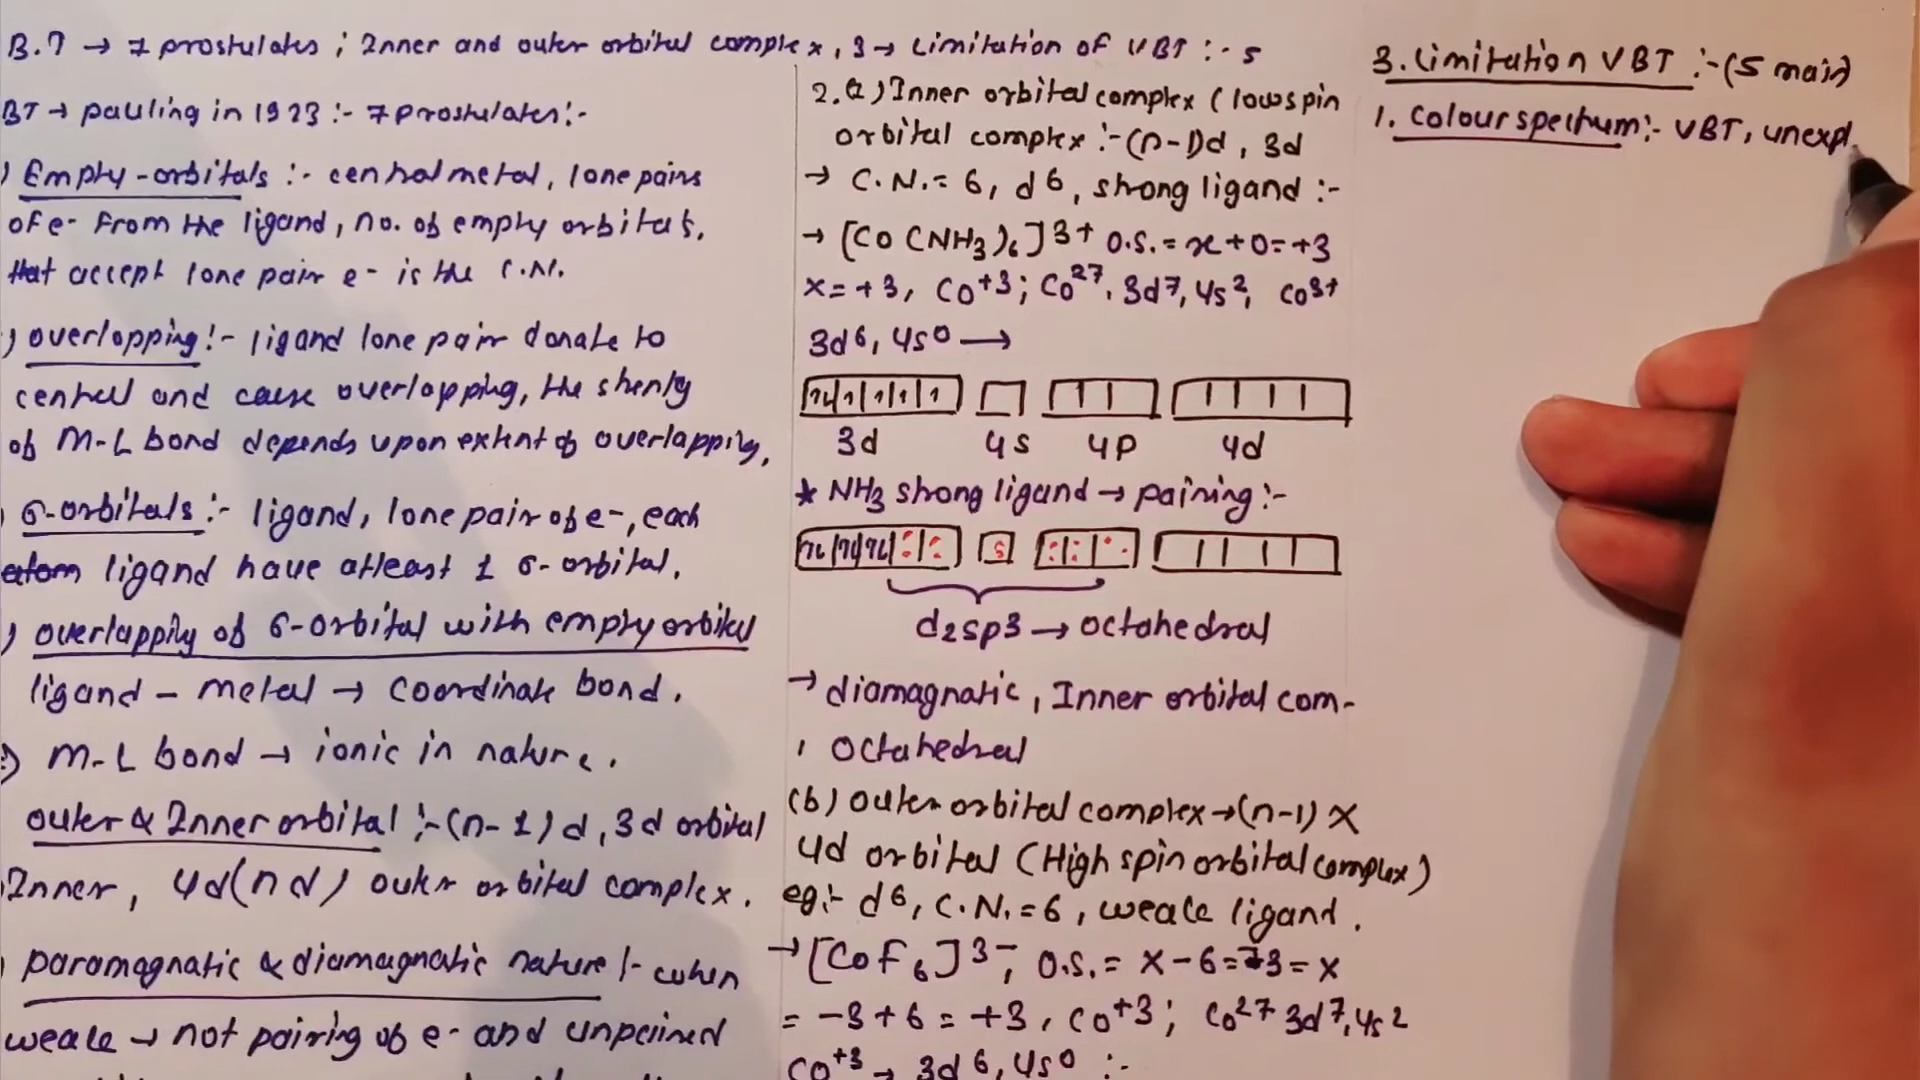 B.T → 7 prostulates ; Inner and outer orbital complex, 3 → Limitation of VBT :- 5
BT → pauling in 1923 :- 7 Prostulates:-
) Empty-orbitals :- central metal, lone pairs
of e- From the ligand, no. of empty orbitals.
that accept lone pair e- is the C.N.
) overlapping :- ligand lone pair donate to
central and cause overlapping, the
of M-L bond depends upon extent of overlapping,
) σ-orbitals :- ligand, lone pair of e-, each
ligand have atleast 1 σ-orbital.
) overlapping of σ-orbital with empty orbital
ligand - metal → coordinate bond.
) M-L bond → ionic in nature.
outer & Inner orbital :- (n-1)d, 3d orbital
Inner, 4d(nd) outer orbital complex.
) paramagnatic & diamagnatic nature :- when
weak → not pairing of e- and unpaired
2. (a) Inner orbital complex (low spin
orbital complex :- (n-1)d, 3d
→ C.N. = 6, d6, strong ligand :-
→ [Co(NH3)6]3+ O.S. = x+0=+3
x=+3, Co+3; Co27, 3d7, 4s2, Co3+
3d6, 4s0 →
3d 4s 4p 4d
* NH3 strong ligand → pairing :-
d2sp3 → octahedral
→ diamagnatic, Inner orbital com-
, octahedral
(b) outer orbital complex → (n-1) x
4d orbital (High spin orbital complex)
eg:- d6, C.N. = 6, weak ligand.
→ [CoF6]3-, O.S. = x-6=-3=x
= -3+6 = +3, Co+3; Co27 3d7, 4s2
Co+3 → 3d6, 4s0 :-
3. Limitation VBT :- (5 main)
1. Colour spectrum :- VBT, unexpl